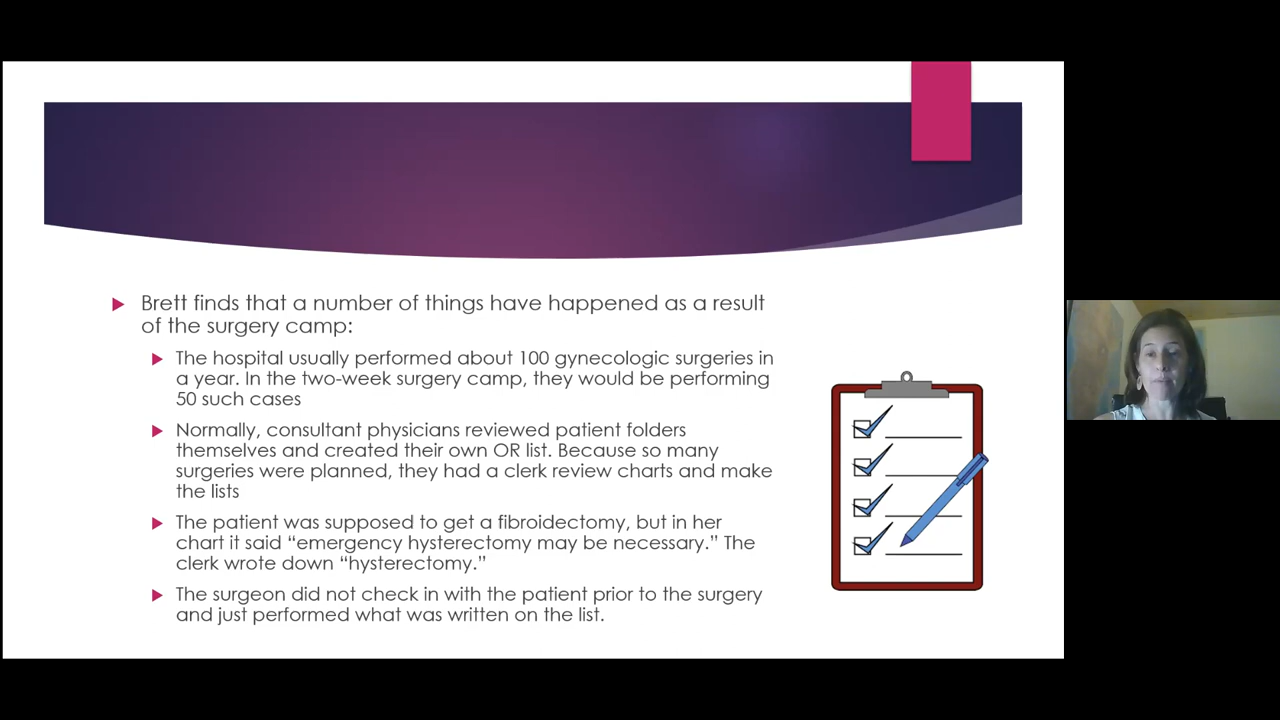 Brett finds that a number of things have happened as a result
of the surgery camp:
The hospital usually performed about 100 gynecologic surgeries in
a year. In the two-week surgery camp, they would be performing
50 such cases
Normally, consultant physicians reviewed patient folders
themselves and created their own OR list. Because so many
surgeries were planned, they had a clerk review charts and make
the lists
The patient was supposed to get a fibroidectomy, but in her
chart it said “emergency hysterectomy may be necessary.” The
clerk wrote down “hysterectomy.”
The surgeon did not check in with the patient prior to the surgery
and just performed what was written on the list.